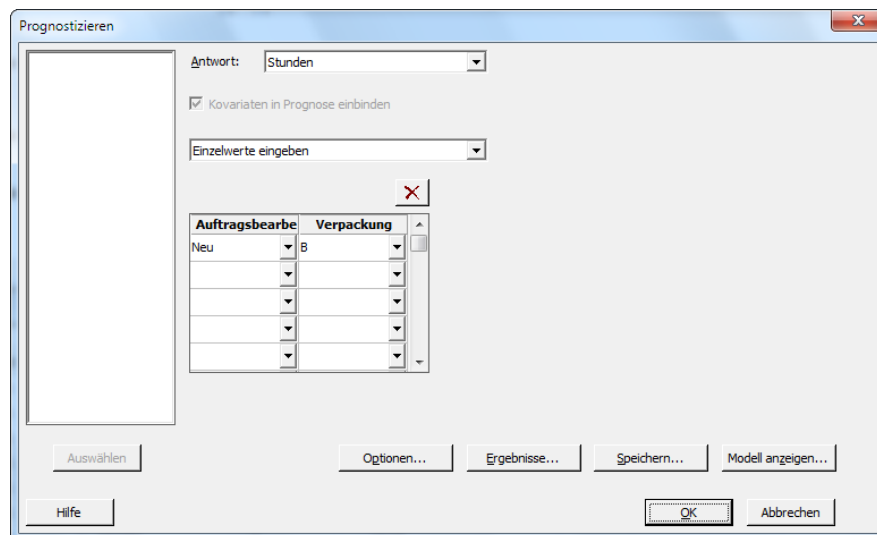 Prognostizieren
Antwort: Stunden
Kovariaten in Prognose einbinden
Einzelwerte eingeben
Auftragsbearbe Verpackung
Neu B
Auswählen Optionen... Ergebnisse... Speichern... Modell anzeigen...
Hilfe OK Abbrechen